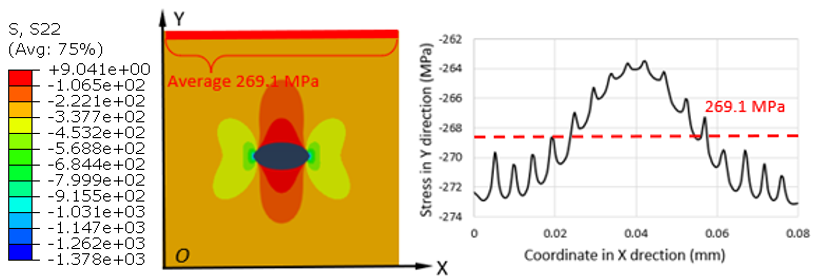 S, S22
(Avg: 75%)
+9.041e+00
-1.065e+02
-2.221e+02
-3.377e+02
-4.532e+02
-5.688e+02
-6.844e+02
-7.999e+02
-9.155e+02
-1.031e+03
-1.147e+03
-1.262e+03
-1.378e+03
Y
Average 269.1 MPa
O
X
Stress in Y direction (MPa)
-262
-264
-266
-268
-270
-272
-274
269.1 MPa
0 0.02 0.04 0.06 0.08
Coordinate in X direction (mm)